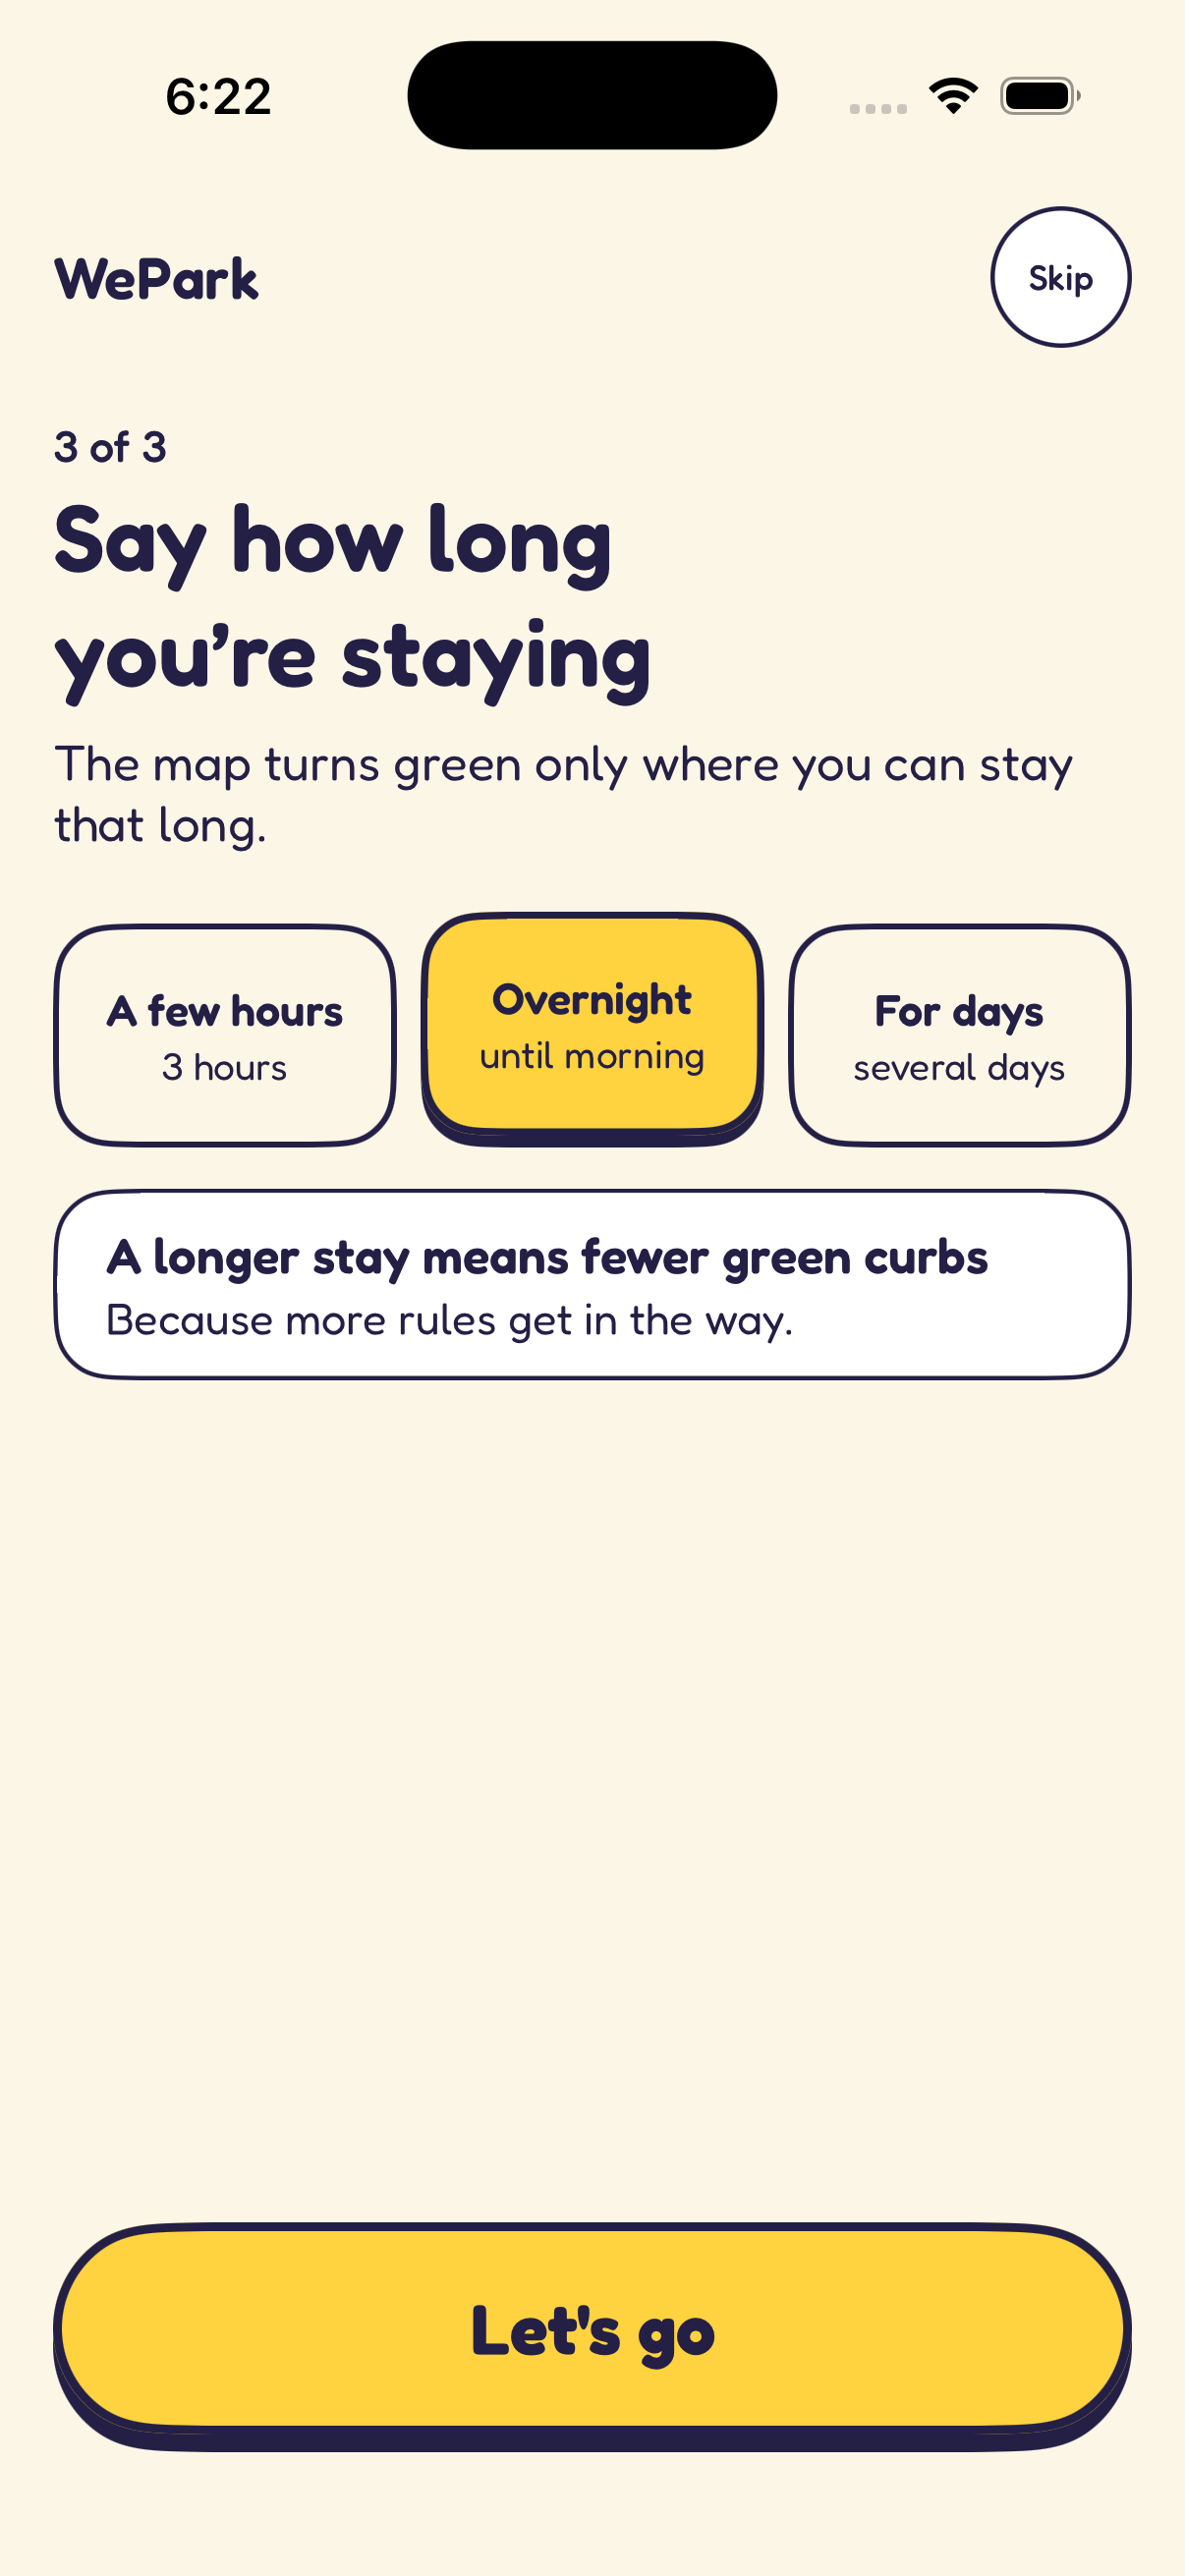 6:22
WePark
Skip
3 of 3
Say how long
you’re staying
The map turns green only where you can stay
that long.
A few hours
3 hours
Overnight
until morning
For days
several days
A longer stay means fewer green curbs
Because more rules get in the way.
Let's go